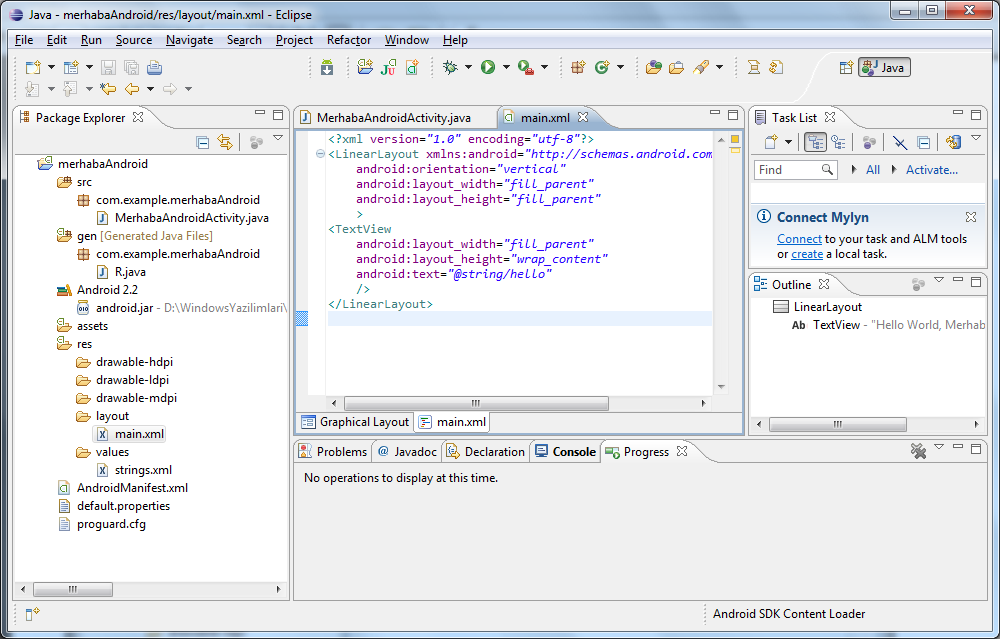 Java - merhabaAndroid/res/layout/main.xml - Eclipse
File Edit Run Source Navigate Search Project Refactor Window Help
Java
Package Explorer
merhabaAndroid
src
com.example.merhabaAndroid
MerhabaAndroidActivity.java
gen [Generated Java Files]
com.example.merhabaAndroid
R.java
Android 2.2
android.jar - D:\WindowsYazilimlari\
assets
res
drawable-hdpi
drawable-ldpi
drawable-mdpi
layout
main.xml
values
strings.xml
AndroidManifest.xml
default.properties
proguard.cfg
MerhabaAndroidActivity.java main.xml
<?xml version="1.0" encoding="utf-8"?>
<LinearLayout xmlns:android="http://schemas.android.com
android:orientation="vertical"
android:layout_width="fill_parent"
android:layout_height="fill_parent"
>
<TextView
android:layout_width="fill_parent"
android:layout_height="wrap_content"
android:text="@string/hello"
/>
</LinearLayout>
Graphical Layout main.xml
Task List
Find All Activate...
Connect Mylyn
Connect to your task and ALM tools
or create a local task.
Outline
LinearLayout
Ab TextView - "Hello World, Merhab
Problems @ Javadoc Declaration Console Progress
No operations to display at this time.
Android SDK Content Loader